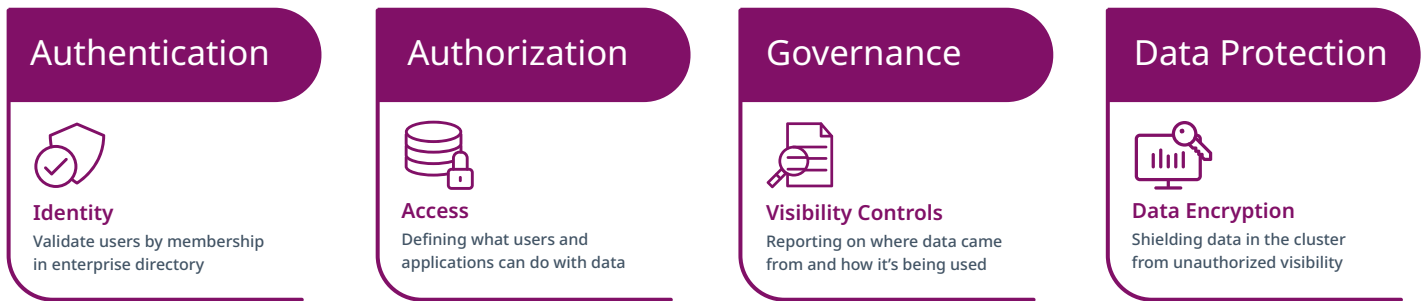 Authentication
Identity
Validate users by membership
in enterprise directory
Authorization
Access
Defining what users and
applications can do with data
Governance
Visibility Controls
Reporting on where data came
from and how it’s being used
Data Protection
Data Encryption
Shielding data in the cluster
from unauthorized visibility